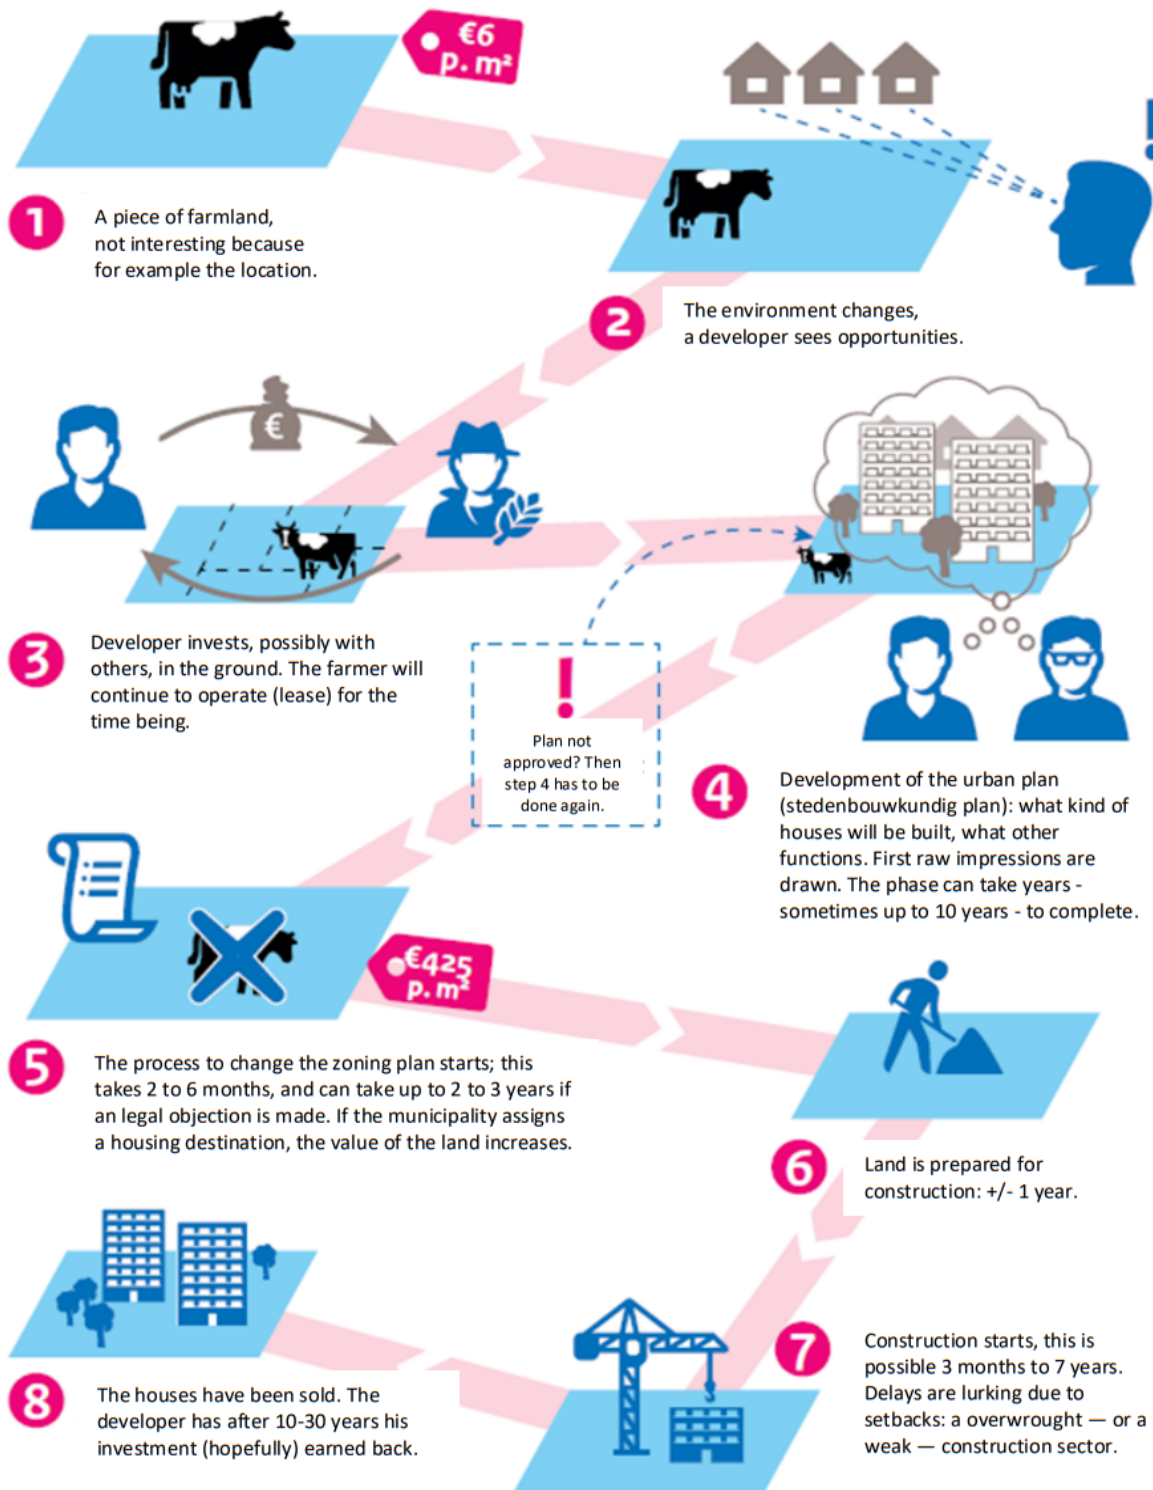 €6
p. m²
1
A piece of farmland,
not interesting because
for example the location.
!
2
The environment changes,
a developer sees opportunities.
€
3
Developer invests, possibly with
others, in the ground. The farmer will
continue to operate (lease) for the
time being.
!
Plan not
approved? Then
step 4 has to be
done again.
4
Development of the urban plan
(stedenbouwkundig plan): what kind of
houses will be built, what other
functions. First raw impressions are
drawn. The phase can take years -
sometimes up to 10 years - to complete.
€425
p. m²
5
The process to change the zoning plan starts; this
takes 2 to 6 months, and can take up to 2 to 3 years if
an legal objection is made. If the municipality assigns
a housing destination, the value of the land increases.
6
Land is prepared for
construction: +/- 1 year.
7
Construction starts, this is
possible 3 months to 7 years.
Delays are lurking due to
setbacks: a overwrought — or a
weak — construction sector.
8
The houses have been sold. The
developer has after 10-30 years his
investment (hopefully) earned back.